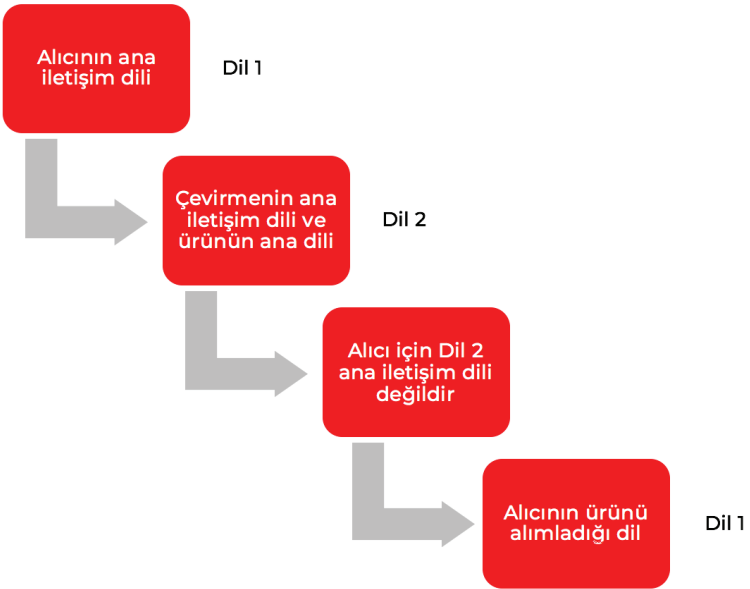 Alıcının ana
iletişim dili
Dil 1
Çevirmenin ana
iletişim dili ve
ürünün ana dili
Dil 2
Alıcı için Dil 2
ana iletişim dili
değildir
Alıcının ürünü
alımladığı dil
Dil 1